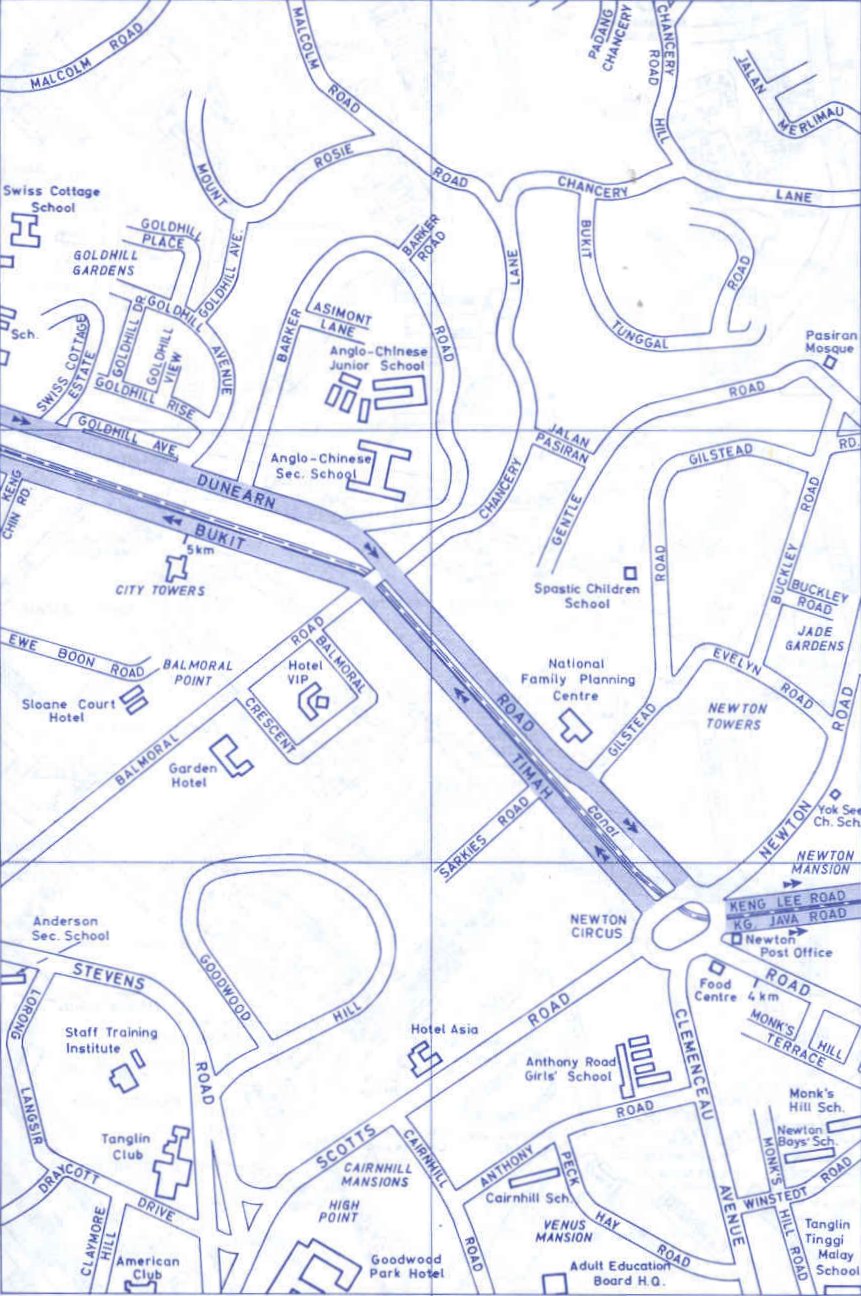 MALCOLM ROAD
MALCOLM
ROAD
PADANG
CHANCERY
CHANCERY
ROAD
HILL
JALAN
MERLIMAU
ROSIE
ROAD
MOUNT
CHANCERY
LANE
Swiss Cottage
School
GOLDHILL
PLACE
GOLDHILL
GARDENS
GOLDHILL AVE.
BARKER
ROAD
LANE
BUKIT
TUNGGAL
ROAD
Sch.
SWISS COTTAGE
ESTATE
GOLDHILL DR.
GOLDHILL
AVENUE
GOLDHILL
VIEW
GOLDHILL RISE
GOLDHILL AVE.
BARKER
ROAD
ASIMONT
LANE
Anglo-Chinese
Junior School
Anglo-Chinese
Sec. School
Pasiran
Mosque
ROAD
RD.
JALAN
PASIRAN
GENTLE
CHANCERY
GILSTEAD
ROAD
ROAD
BUCKLEY
BUCKLEY
ROAD
JADE
GARDENS
KENG
CHIN RD.
DUNEARN
BUKIT
5km
CITY TOWERS
Spastic Children
School
EWE BOON ROAD
BALMORAL
POINT
ROAD
BALMORAL
Hotel
VIP
CRESCENT
Sloane Court
Hotel
BALMORAL
Garden
Hotel
National
Family Planning
Centre
ROAD
TIMAH
GILSTEAD
EVELYN
ROAD
NEWTON
TOWERS
ROAD
NEWTON
Yok See
Ch. Sch.
SARKIES ROAD
Canal
NEWTON
MANSION
KENG LEE ROAD
KG. JAVA ROAD
NEWTON
CIRCUS
Newton
Post Office
Food
Centre
4 km
ROAD
MONK'S
HILL
TERRACE
Anderson
Sec. School
STEVENS
ROAD
LORONG
LANGSIR
GOODWOOD
HILL
Staff Training
Institute
Hotel Asia
ROAD
CLEMENCEAU
AVENUE
Anthony Road
Girls' School
Tanglin
Club
DRAYCOTT
DRIVE
CLAYMORE
HILL
American
Club
SCOTTS
CAIRNHILL
ROAD
CAIRNHILL
MANSIONS
HIGH
POINT
Goodwood
Park Hotel
ANTHONY
ROAD
PECK
HAY
ROAD
Cairnhill Sch.
VENUS
MANSION
Adult Education
Board H.Q.
Monk's
Hill Sch.
Newton
Boys' Sch.
MONK'S
HILL ROAD
WINSTEDT
ROAD
Tanglin
Tinggi
Malay
School